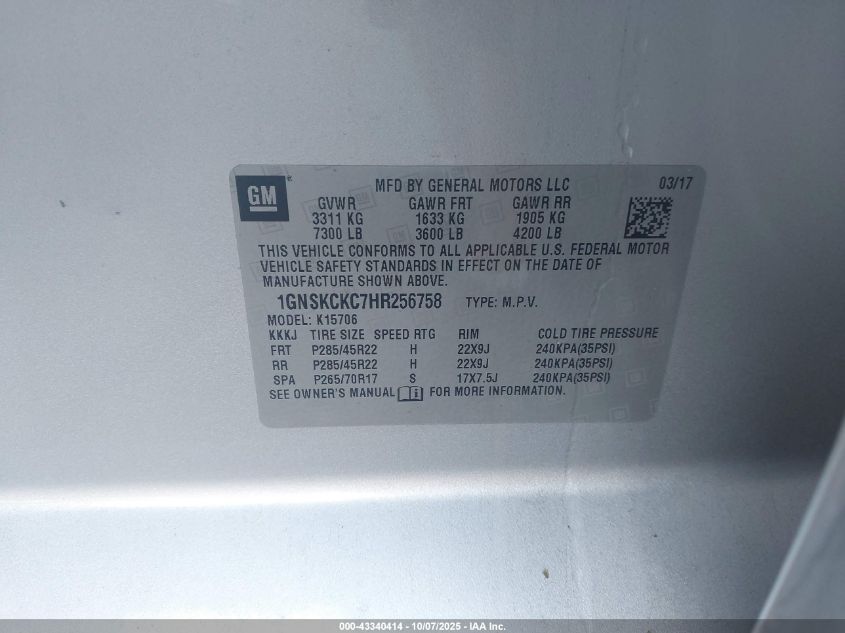 GM
MFD BY GENERAL MOTORS LLC 03/17
GVWR GAWR FRT GAWR RR
3311 KG 1633 KG 1905 KG
7300 LB 3600 LB 4200 LB
THIS VEHICLE CONFORMS TO ALL APPLICABLE U.S. FEDERAL MOTOR
VEHICLE SAFETY STANDARDS IN EFFECT ON THE DATE OF
MANUFACTURE SHOWN ABOVE.
1GNSKCKC7HR256758 TYPE: M.P.V.
MODEL: K15706
KKKJ TIRE SIZE SPEED RTG RIM COLD TIRE PRESSURE
FRT P285/45R22 H 22X9J 240KPA(35PSI)
RR P285/45R22 H 22X9J 240KPA(35PSI)
SPA P265/70R17 S 17X7.5J 240KPA(35PSI)
SEE OWNER'S MANUAL FOR MORE INFORMATION.
000-43340414 - 10/07/2025 - IAA Inc.